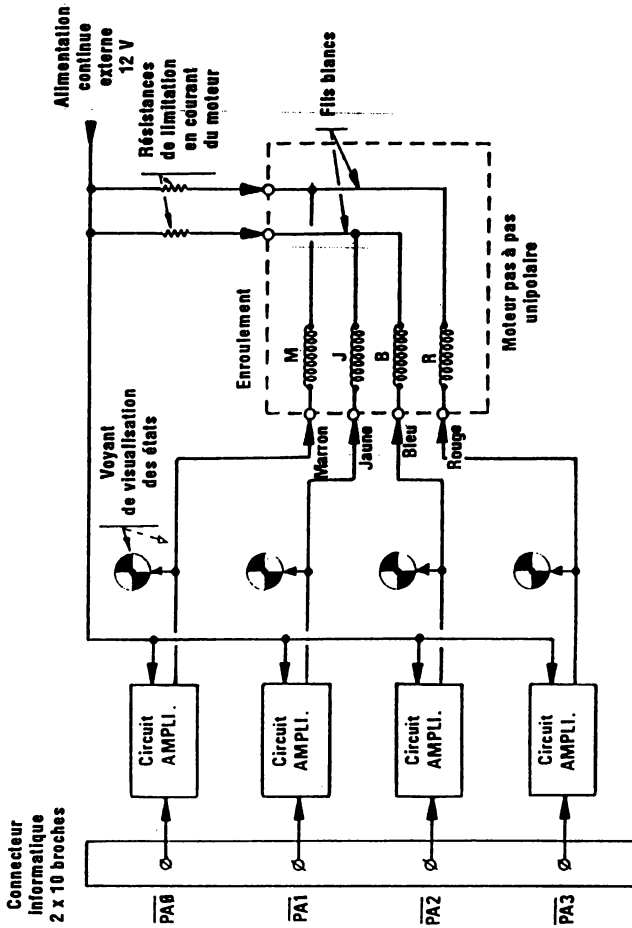 Connecteur
informatique
2 x 10 broches
PA0
PA1
PA2
PA3
Circuit
AMPLI.
Circuit
AMPLI.
Circuit
AMPLI.
Circuit
AMPLI.
Voyant
de visualisation
des états
Alimentation
continue
externe
12 V
Résistances
de limitation
en courant
du moteur
Enroulement
M
J
B
R
Marron
Jaune
Bleu
Rouge
Fils blancs
Moteur pas à pas
unipolaire